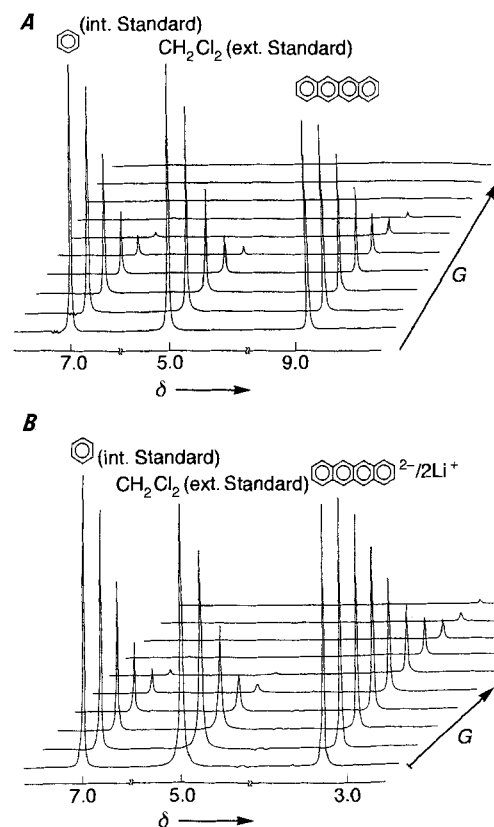 A
(int. Standard)
CH₂Cl₂ (ext. Standard)
G
7.0 5.0 9.0
δ
B
(int. Standard)
CH₂Cl₂ (ext. Standard)
2−/2Li⁺
G
7.0 5.0 3.0
δ